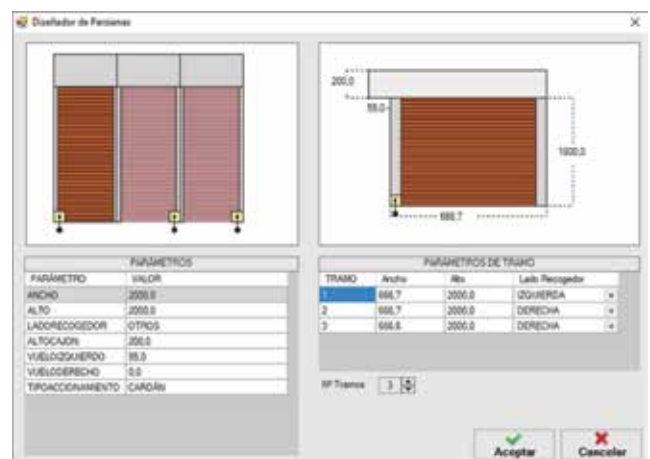 Diseñador de Persianas
200,0
55,0
1800,0
666,7
PARÁMETROS
PARÁMETRO VALOR
ANCHO 2000,0
ALTO 2000,0
LADORECOGEDOR OTROS
ALTOCAJON 200,0
VUELOIZQUIERDO 55,0
VUELODERECHO 0,0
TIPOACCIONAMIENTO CARDÁN
PARÁMETROS DE TRAMO
TRAMO Ancho Alto Lado Recogedor
1 666,7 2000,0 IZQUIERDA
2 666,7 2000,0 DERECHA
3 666,6 2000,0 DERECHA
Nº Tramos 3
Aceptar
Cancelar